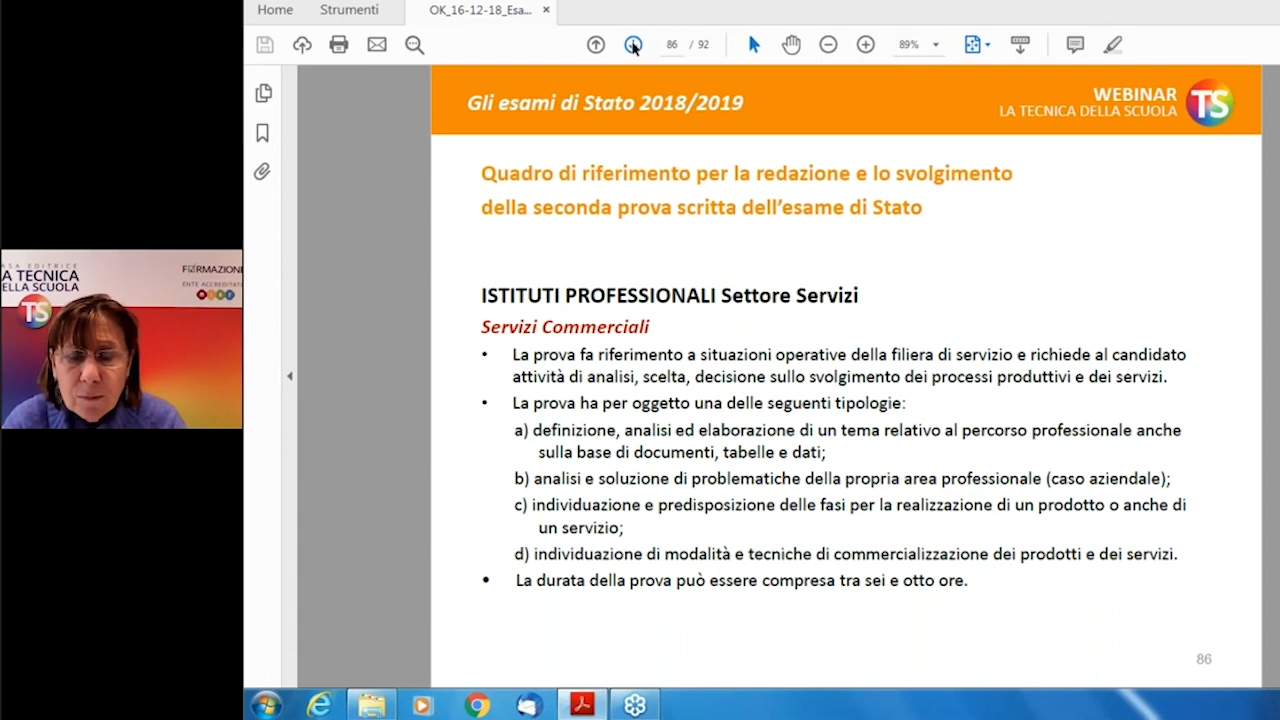 Home
Strumenti
OK_16-12-18_Esa...
86 / 92
89%
Gli esami di Stato 2018/2019
WEBINAR
LA TECNICA DELLA SCUOLA
TS
Quadro di riferimento per la redazione e lo svolgimento
della seconda prova scritta dell'esame di Stato
ISTITUTI PROFESSIONALI Settore Servizi
Servizi Commerciali
• La prova fa riferimento a situazioni operative della filiera di servizio e richiede al candidato
attività di analisi, scelta, decisione sullo svolgimento dei processi produttivi e dei servizi.
• La prova ha per oggetto una delle seguenti tipologie:
a) definizione, analisi ed elaborazione di un tema relativo al percorso professionale anche
sulla base di documenti, tabelle e dati;
b) analisi e soluzione di problematiche della propria area professionale (caso aziendale);
c) individuazione e predisposizione delle fasi per la realizzazione di un prodotto o anche di
un servizio;
d) individuazione di modalità e tecniche di commercializzazione dei prodotti e dei servizi.
• La durata della prova può essere compresa tra sei e otto ore.
86
ASA EDITRICE
A TECNICA
ELLA SCUOLA
TS
FORMAZIONE
ENTE ACCREDITAT